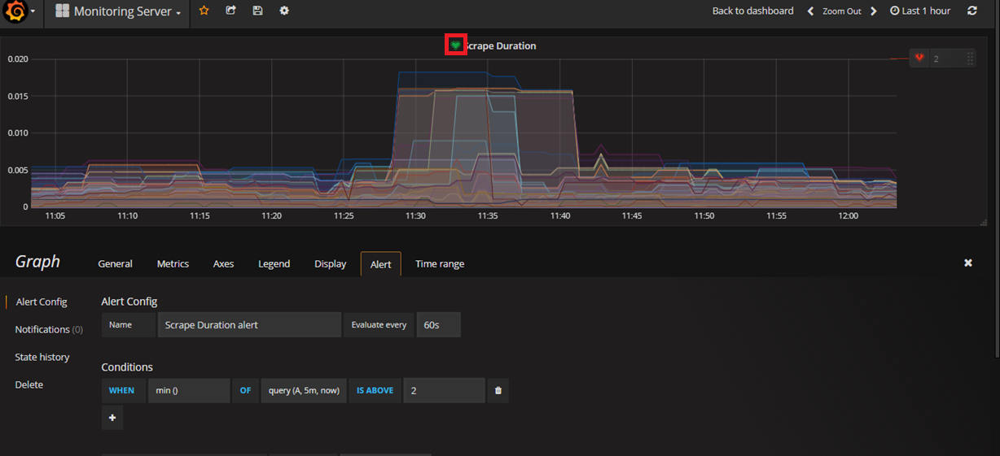 Monitoring Server
Back to dashboard Zoom Out Last 1 hour
Scrape Duration
0.020
2
0.015
0.010
0.005
0
11:05 11:10 11:15 11:20 11:25 11:30 11:35 11:40 11:45 11:50 11:55 12:00
Graph General Metrics Axes Legend Display Alert Time range
Alert Config
Notifications (0)
State history
Delete
Alert Config
Name Scrape Duration alert Evaluate every 60s
Conditions
WHEN min () OF query (A, 5m, now) IS ABOVE 2